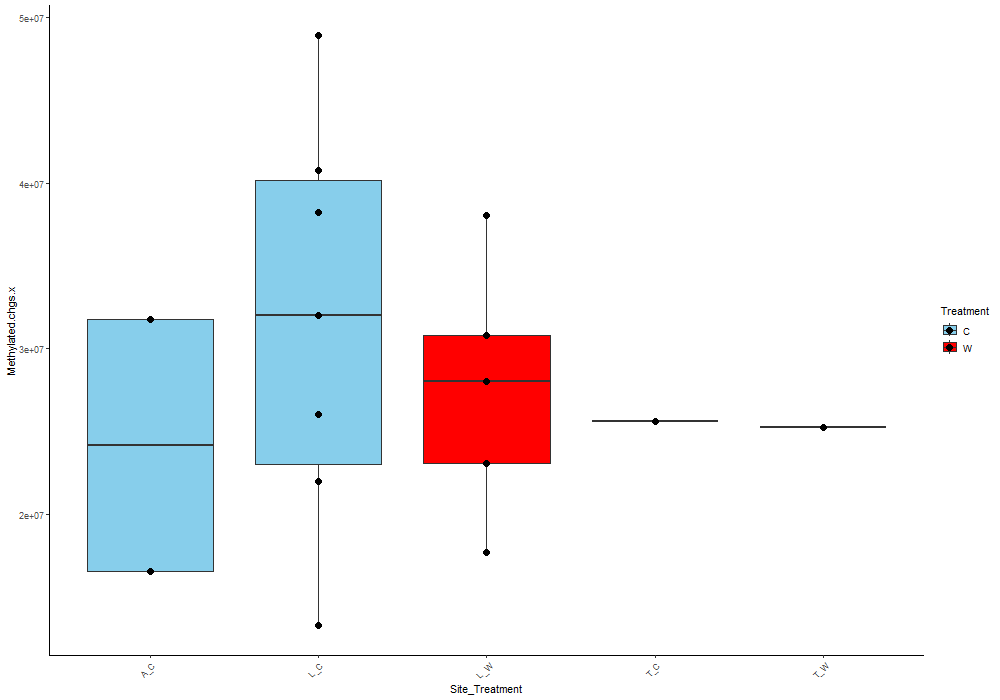 Methylated.chgs.x
5e+07
4e+07
3e+07
2e+07
A_C
L_C
L_W
T_C
T_W
Site_Treatment
Treatment
C
W